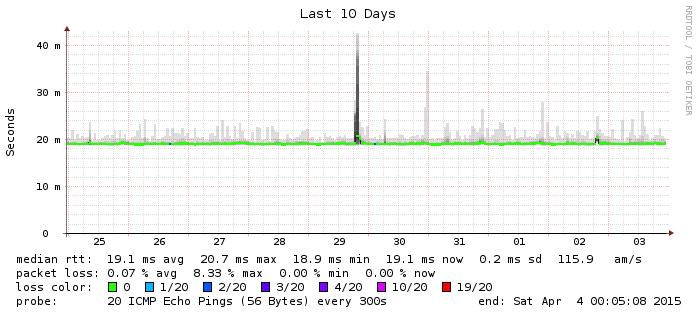 Last 10 Days
RRDTOOL / TOBI OETIKER
Seconds
40 m
30 m
20 m
10 m
0
25 26 27 28 29 30 31 01 02 03
median rtt: 19.1 ms avg 20.7 ms max 18.9 ms min 19.1 ms now 0.2 ms sd 115.9 am/s
packet loss: 0.07 % avg 8.33 % max 0.00 % min 0.00 % now
loss color: 0 1/20 2/20 3/20 4/20 10/20 19/20
probe: 20 ICMP Echo Pings (56 Bytes) every 300s end: Sat Apr 4 00:05:08 2015